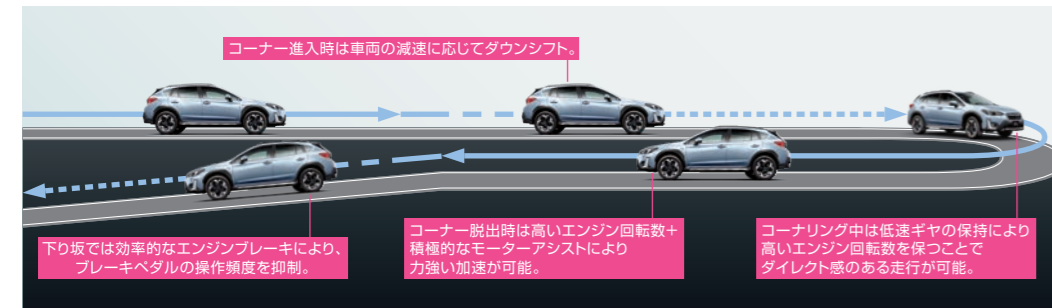 コーナー進入時は車両の減速に応じてダウンシフト。
コーナリング中は低速ギヤの保持により
高いエンジン回転数を保つことで
ダイレクト感のある走行が可能。
コーナー脱出時は高いエンジン回転数＋
積極的なモーターアシストにより
力強い加速が可能。
下り坂では効率的なエンジンブレーキにより、
ブレーキペダルの操作頻度を抑制。